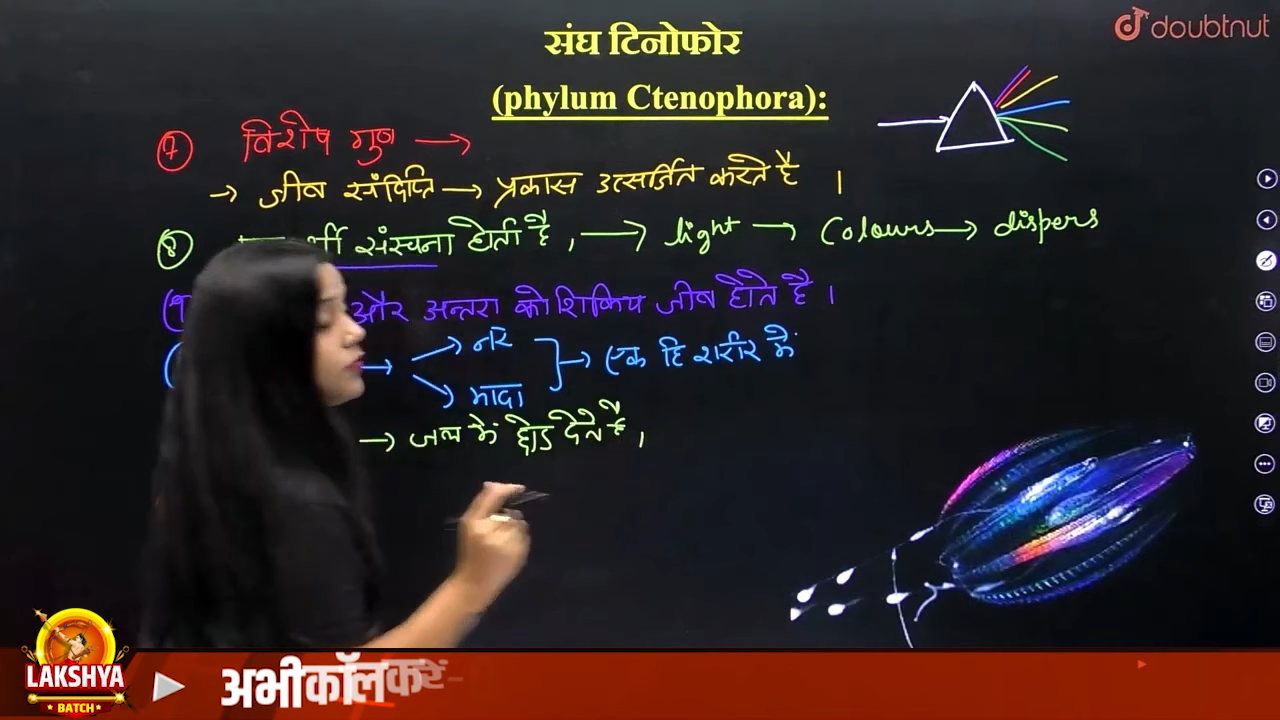 संघ टिनोफोर
doubtnut
(phylum Ctenophora):
7 विशेष गुण →
→ जीव संदिप्ति → प्रकास उत्सर्जित करते है ।
8 संरचना होती है, → light → Colours → dispers
और अन्तरा कोशिकिय जीव होते है ।
→ नर
→ मादा
→ एक हि शरीर में
→ जल में छोड देते है ।
LAKSHYA
BATCH
अभी कॉल करें-